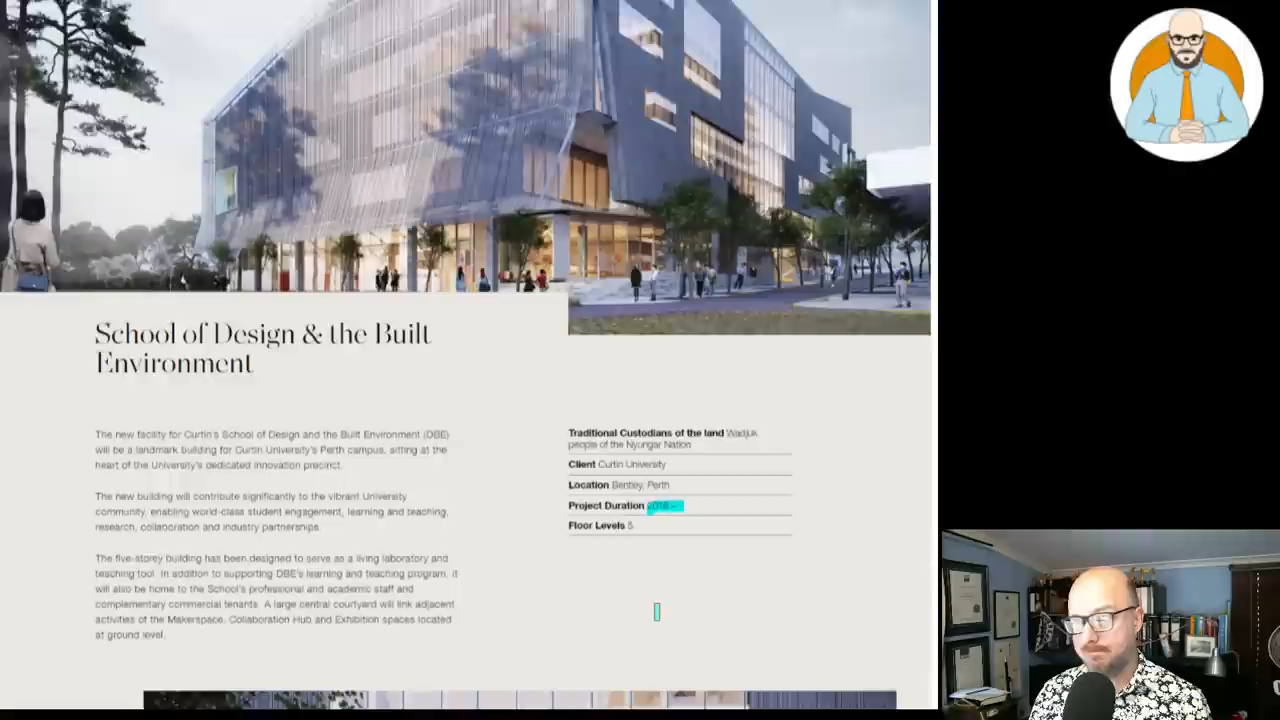 School of Design & the Built
Environment
The new facility for Curtin's School of Design and the Built Environment (DBE)
will be a landmark building for Curtin University's Perth campus, sitting at the
heart of the University's dedicated innovation precinct.
The new building will contribute significantly to the vibrant University
community, enabling world-class student engagement, learning and teaching,
research, collaboration and industry partnerships.
The five-storey building has been designed to serve as a living laboratory and
teaching tool. In addition to supporting DBE's learning and teaching program, it
will also be home to the School's professional and academic staff and
complementary commercial tenants. A large central courtyard will link adjacent
activities of the Makerspace, Collaboration Hub and Exhibition spaces located
at ground level.
Traditional Custodians of the land Wadjuk
people of the Nyungar Nation
Client Curtin University
Location Bentley, Perth
Project Duration 2018 –
Floor Levels 5